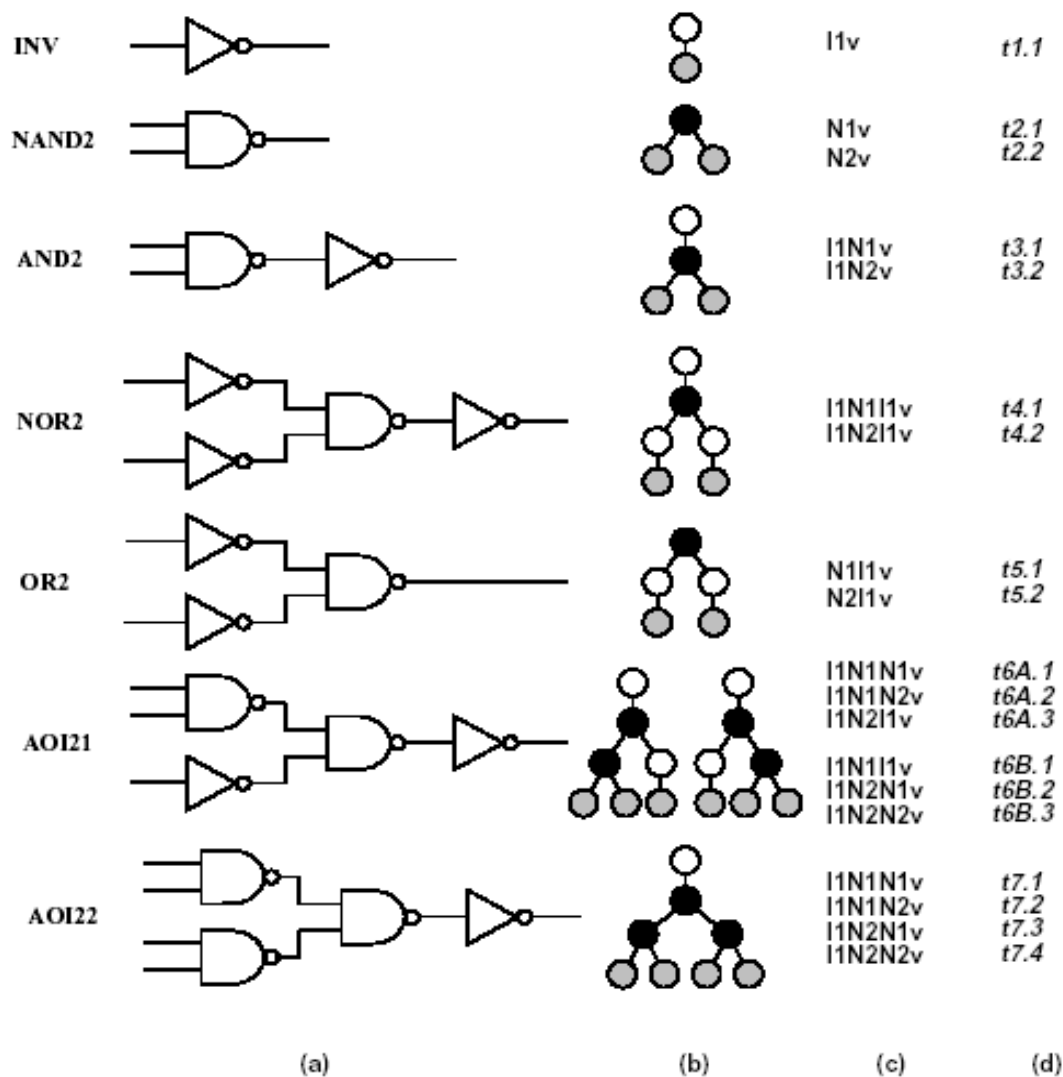 INV I1v t1.1
NAND2 N1v t2.1
N2v t2.2
AND2 I1N1v t3.1
I1N2v t3.2
NOR2 I1N1I1v t4.1
I1N2I1v t4.2
OR2 N1I1v t5.1
N2I1v t5.2
I1N1N1v t6A.1
I1N1N2v t6A.2
I1N2I1v t6A.3
AOI21
I1N1I1v t6B.1
I1N2N1v t6B.2
I1N2N2v t6B.3
I1N1N1v t7.1
I1N1N2v t7.2
AOI22
I1N2N1v t7.3
I1N2N2v t7.4
(a) (b) (c) (d)